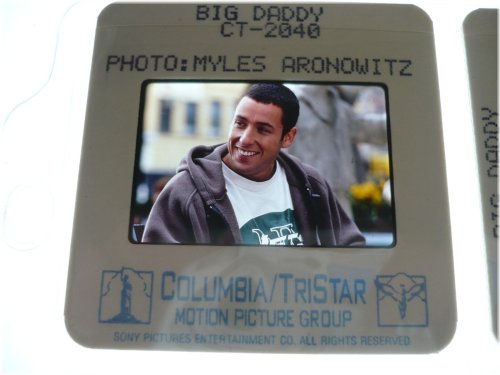 BIG DADDY
CT-2040
PHOTO:MYLES ARONOWITZ
COLUMBIA/TRISTAR
MOTION PICTURE GROUP
SONY PICTURES ENTERTAINMENT CO. ALL RIGHTS RESERVED.
DADDY